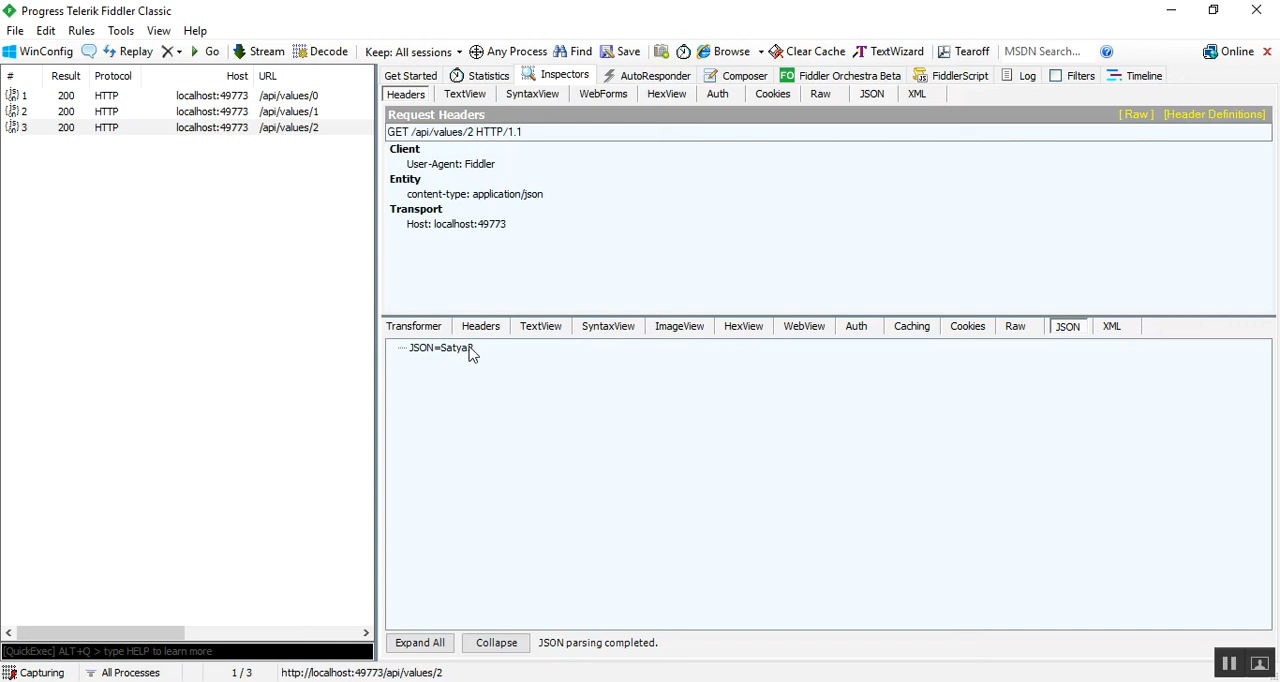 Progress Telerik Fiddler Classic
File Edit Rules Tools View Help
WinConfig Replay Go Stream Decode Keep: All sessions Any Process Find Save Browse Clear Cache TextWizard Tearoff MSDN Search... Online
# Result Protocol Host URL
1 200 HTTP localhost:49773 /api/values/0
2 200 HTTP localhost:49773 /api/values/1
3 200 HTTP localhost:49773 /api/values/2
Get Started Statistics Inspectors AutoResponder Composer FO Fiddler Orchestra Beta FiddlerScript Log Filters Timeline
Headers TextView SyntaxView WebForms HexView Auth Cookies Raw JSON XML
Request Headers [ Raw ] [Header Definitions]
GET /api/values/2 HTTP/1.1
Client
User-Agent: Fiddler
Entity
content-type: application/json
Transport
Host: localhost:49773
Transformer Headers TextView SyntaxView ImageView HexView WebView Auth Caching Cookies Raw JSON XML
Expand All Collapse JSON parsing completed.
[QuickExec] ALT+Q > type HELP to learn more
Capturing All Processes 1 / 3 http://localhost:49773/api/values/2